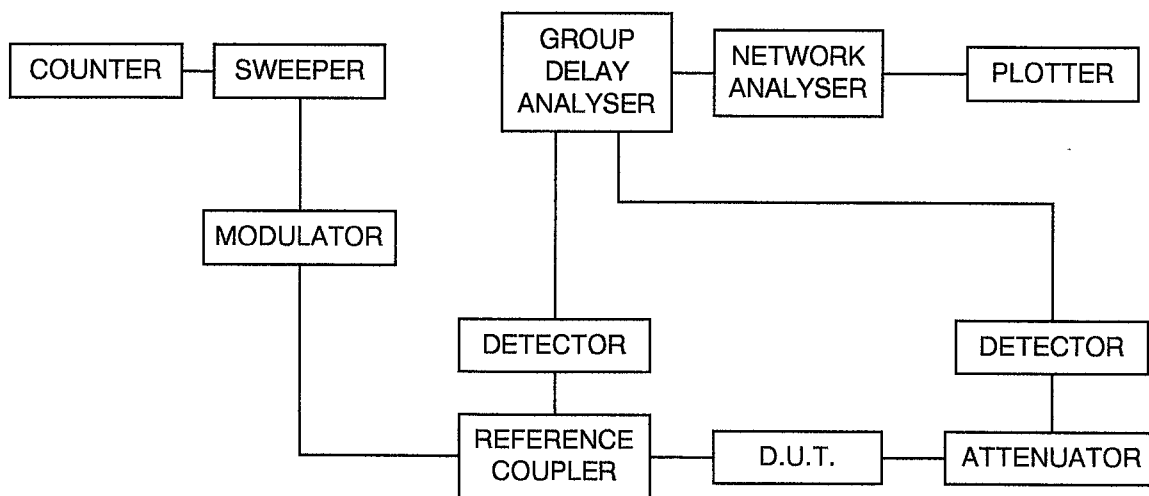 COUNTER
SWEEPER
GROUP
DELAY
ANALYSER
NETWORK
ANALYSER
PLOTTER
MODULATOR
DETECTOR
DETECTOR
REFERENCE
COUPLER
D.U.T.
ATTENUATOR